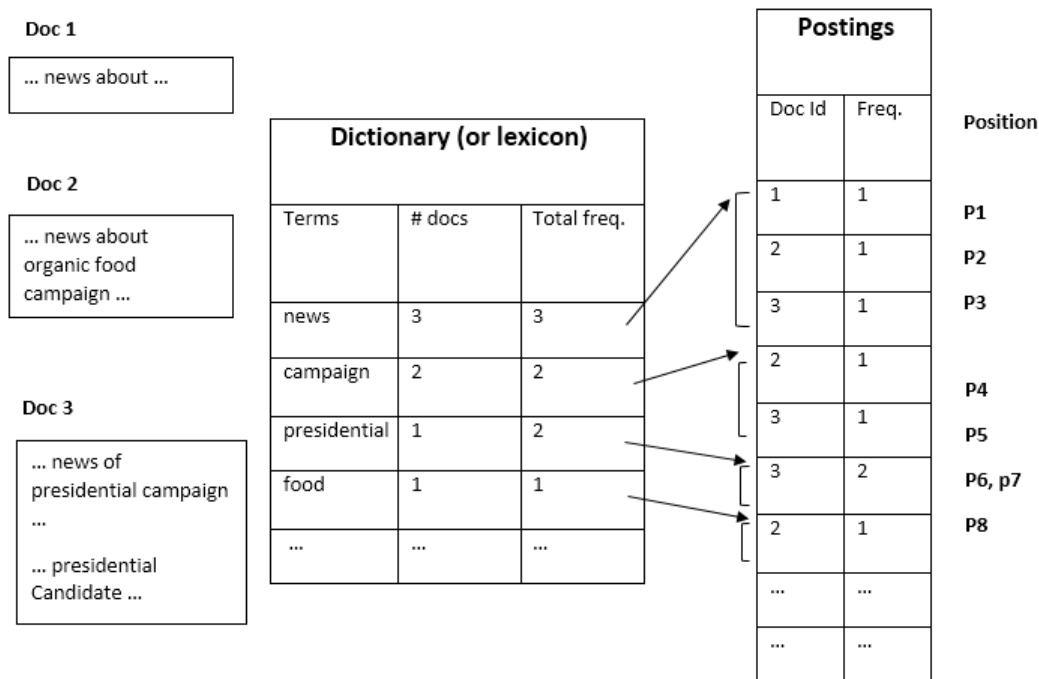 Doc 1
... news about ...
Doc 2
... news about
organic food
campaign ...
Doc 3
... news of
presidential campaign
...
... presidential
Candidate ...
Dictionary (or lexicon)
Terms # docs Total freq.
news 3 3
campaign 2 2
presidential 1 2
food 1 1
... ... ...
Postings
Doc Id Freq. Position
1 1 P1
2 1 P2
3 1 P3
2 1 P4
3 1 P5
3 2 P6, p7
2 1 P8
... ...
... ...